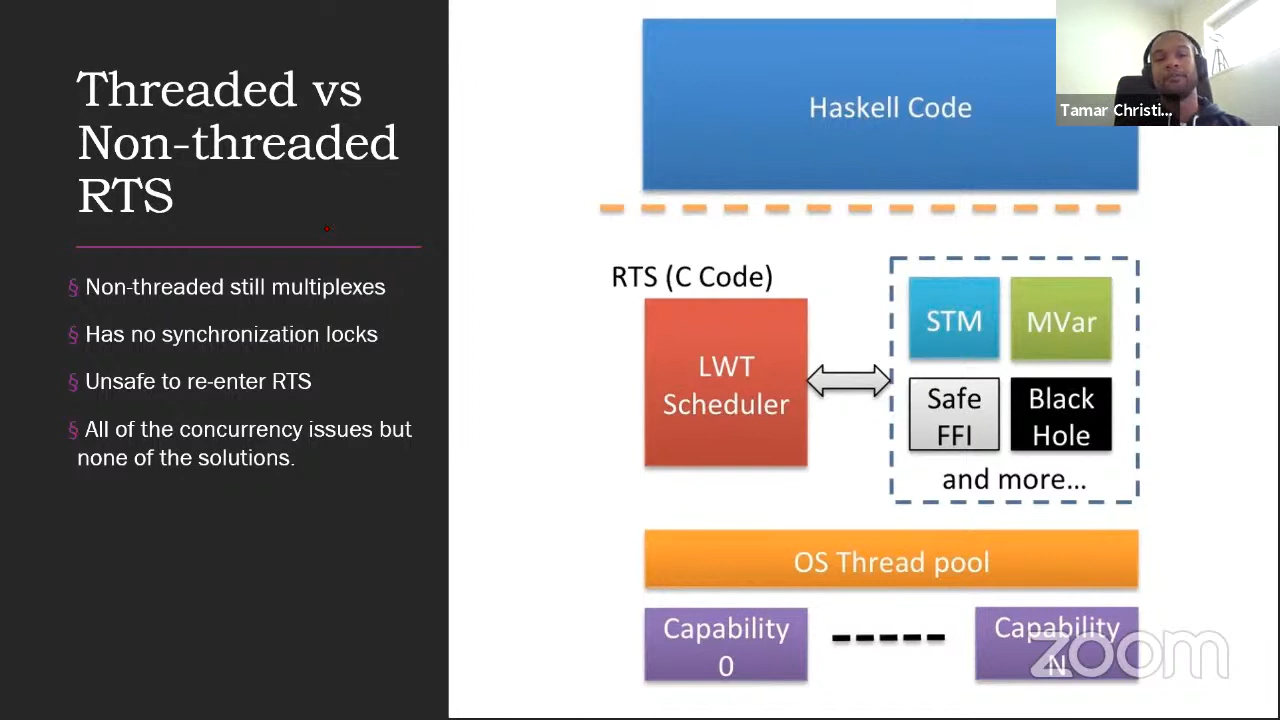 Threaded vs
Non-threaded
RTS
§ Non-threaded still multiplexes
§ Has no synchronization locks
§ Unsafe to re-enter RTS
§ All of the concurrency issues but
none of the solutions.
Haskell Code
Tamar Christi...
RTS (C Code)
LWT
Scheduler
STM
MVar
Safe
FFI
Black
Hole
and more...
OS Thread pool
Capability
0
Capability
N
zoom